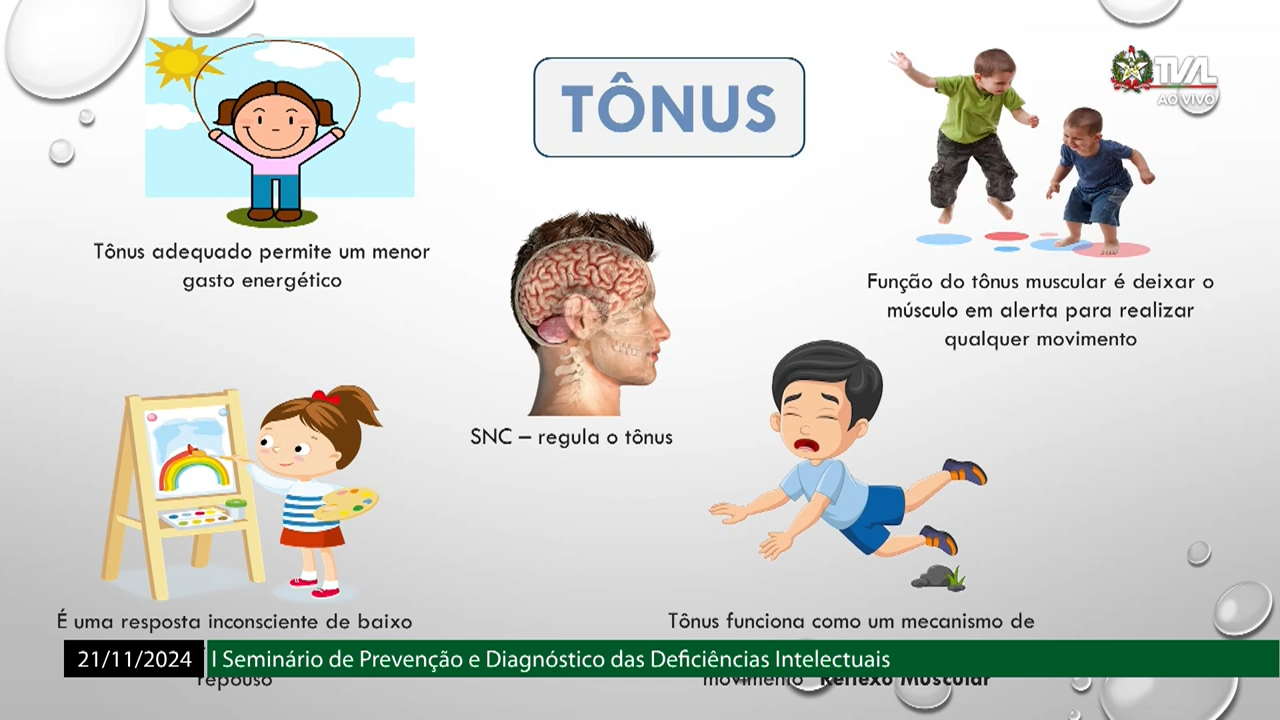 TÔNUS
TVAL
AO VIVO
Tônus adequado permite um menor
gasto energético
Função do tônus muscular é deixar o
músculo em alerta para realizar
qualquer movimento
SNC – regula o tônus
É uma resposta inconsciente de baixo
repouso
Tônus funciona como um mecanismo de
movimento "Reflexo Muscular
21/11/2024
I Seminário de Prevenção e Diagnóstico das Deficiências Intelectuais